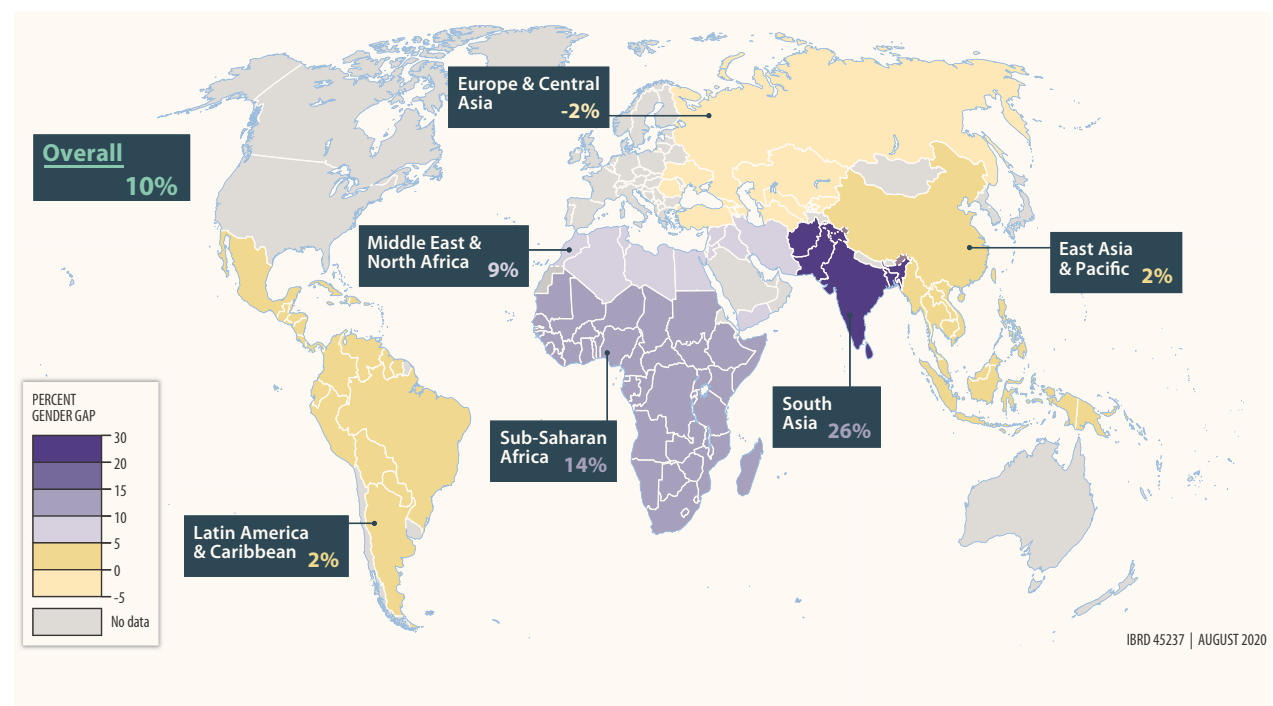 Europe & Central
Asia
-2%
Overall
10%
Middle East &
North Africa 9%
East Asia
& Pacific 2%
PERCENT
GENDER GAP
30
20
15
10
5
0
-5
No data
South
Asia 26%
Sub-Saharan
Africa 14%
Latin America
& Caribbean 2%
IBRD 45237 | AUGUST 2020